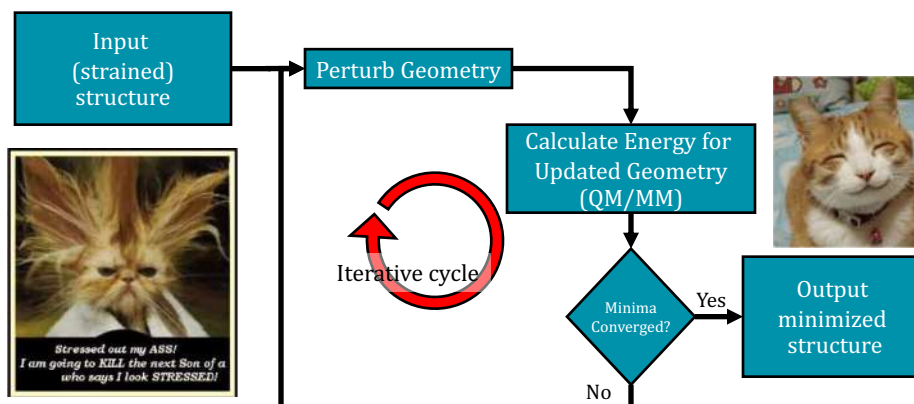 Input
(strained)
structure
Perturb Geometry
Calculate Energy for
Updated Geometry
(QM/MM)
Iterative cycle
Minima
Converged?
Yes
Output
minimized
structure
No
Stressed out my ASS!
I am going to KILL the next Son of a
who says I look STRESSED!